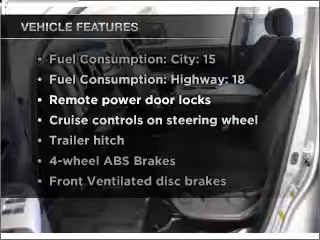 VEHICLE FEATURES
• Fuel Consumption: City: 15
• Fuel Consumption: Highway: 18
• Remote power door locks
• Cruise controls on steering wheel
• Trailer hitch
• 4-wheel ABS Brakes
• Front Ventilated disc brakes